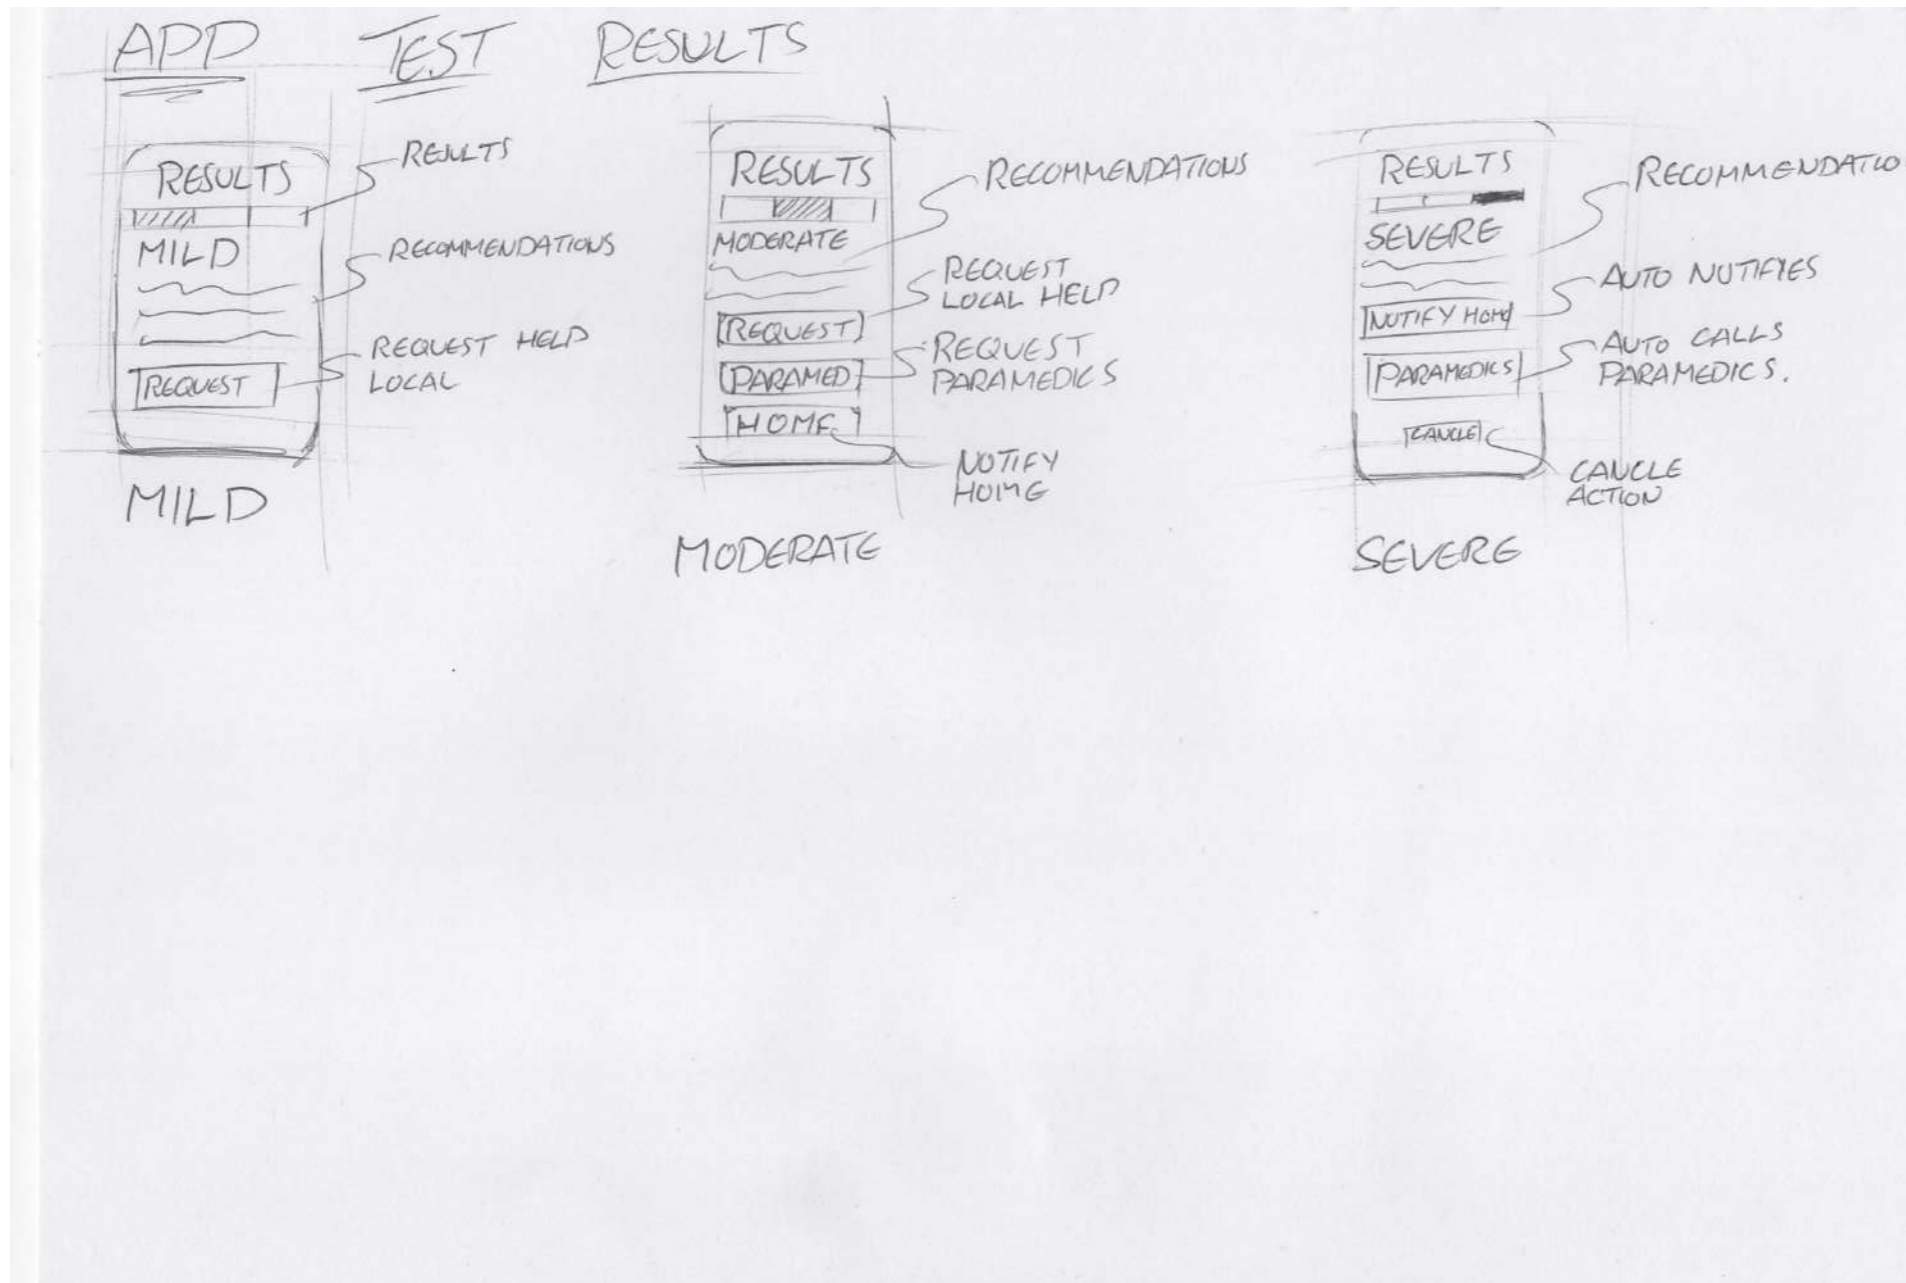 APP TEST RESULTS
RESULTS
MILD
REQUEST
RESULTS
RECOMMENDATIONS
REQUEST HELP
LOCAL
MILD
RESULTS
MODERATE
REQUEST
PARAMED
HOME
RECOMMENDATIONS
REQUEST
LOCAL HELP
REQUEST
PARAMEDICS
NOTIFY
HOME
MODERATE
RESULTS
SEVERE
NOTIFY HOME
PARAMEDICS
CANCLE
RECOMMENDATIO
AUTO NOTIFYES
AUTO CALLS
PARAMEDICS.
CANCLE
ACTION
SEVERE